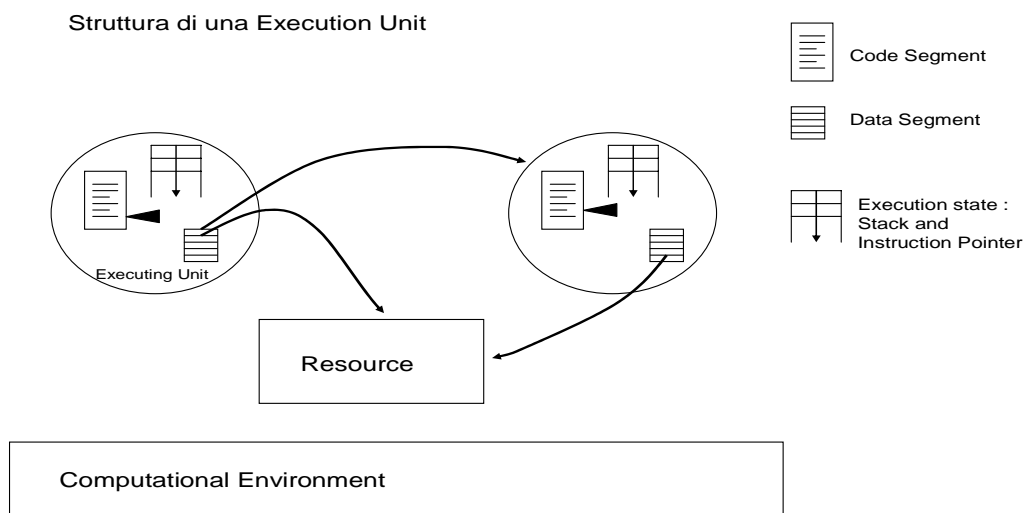 Struttura di una Execution Unit
Code Segment
Data Segment
Execution state :
Stack and
Instruction Pointer
Executing Unit
Resource
Computational Environment